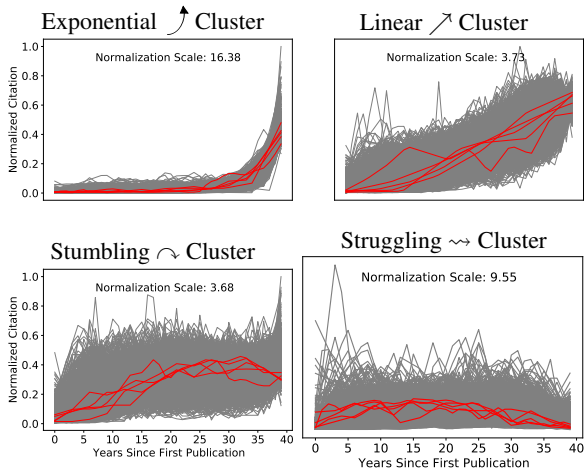 Exponential ⤴ Cluster
Linear ↗ Cluster
Normalization Scale: 16.38
Normalization Scale: 3.73
Normalized Citation
1.0
0.8
0.6
0.4
0.2
0.0
Stumbling ↷ Cluster
Struggling ⇝ Cluster
Normalization Scale: 3.68
Normalization Scale: 9.55
Normalized Citation
1.0
0.8
0.6
0.4
0.2
0.0
0 5 10 15 20 25 30 35 40
0 5 10 15 20 25 30 35 40
Years Since First Publication
Years Since First Publication